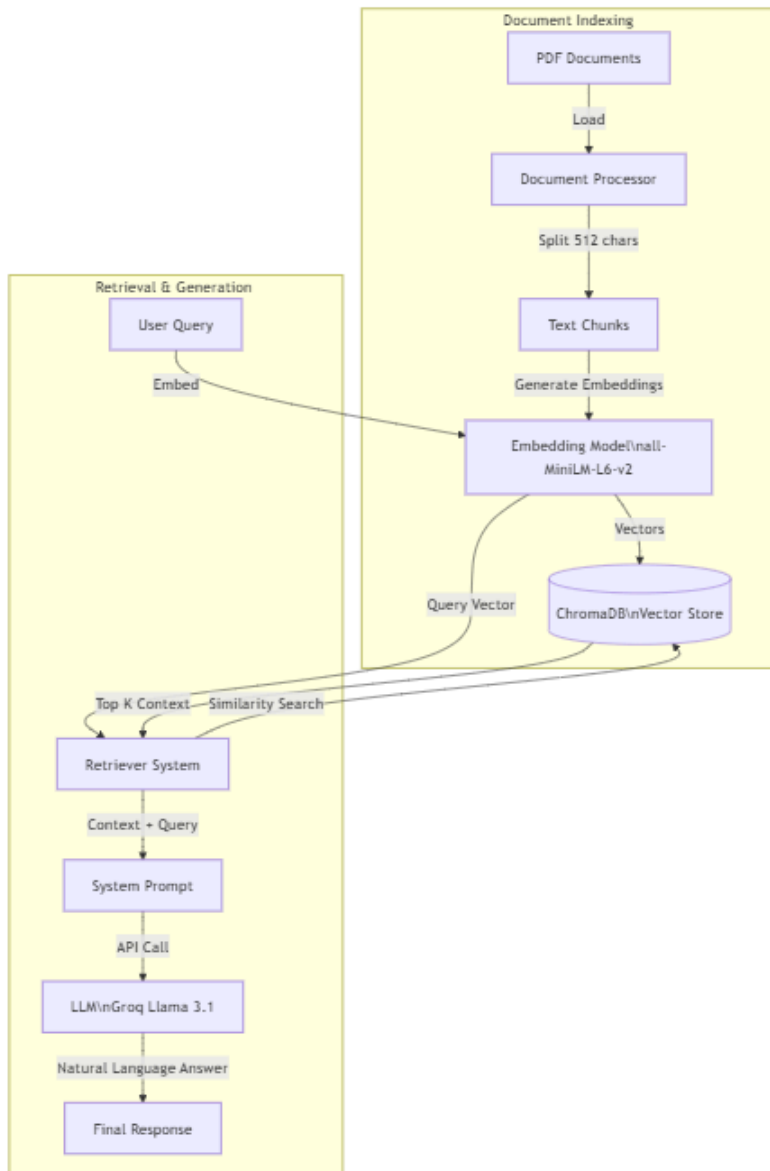 Document Indexing
PDF Documents
Load
Document Processor
Split 512 chars
Text Chunks
Generate Embeddings
Embedding Model\nall-
MiniLM-L6-v2
Vectors
ChromaDB\nVector Store
Retrieval & Generation
User Query
Embed
Query Vector
Top K Context
Similarity Search
Retriever System
Context + Query
System Prompt
API Call
LLM\nGroq Llama 3.1
Natural Language Answer
Final Response